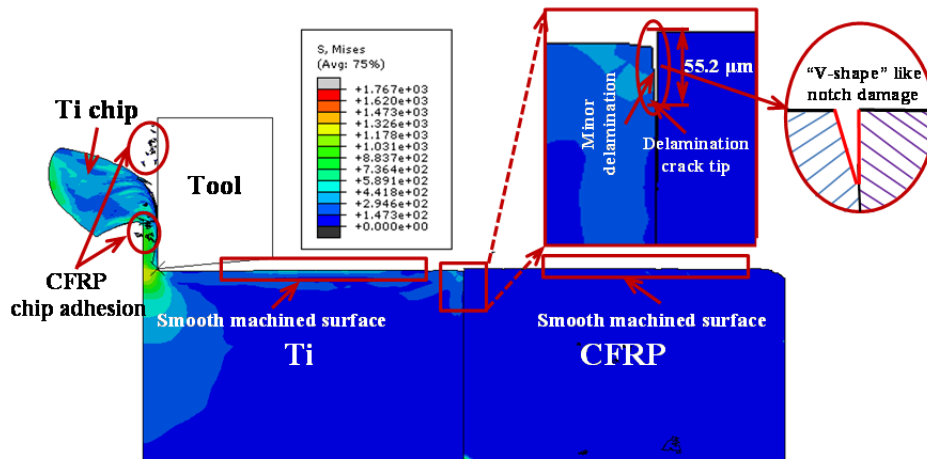 S, Mises
(Avg: 75%)
+1.767e+03
+1.620e+03
+1.473e+03
+1.326e+03
+1.178e+03
+1.031e+03
+8.837e+02
+7.364e+02
+5.891e+02
+4.418e+02
+2.946e+02
+1.473e+02
+0.000e+00
Ti chip
Tool
CFRP
chip adhesion
Minor
delamination
55.2 μm
Delamination
crack tip
“V-shape” like
notch damage
Smooth machined surface
Ti
Smooth machined surface
CFRP